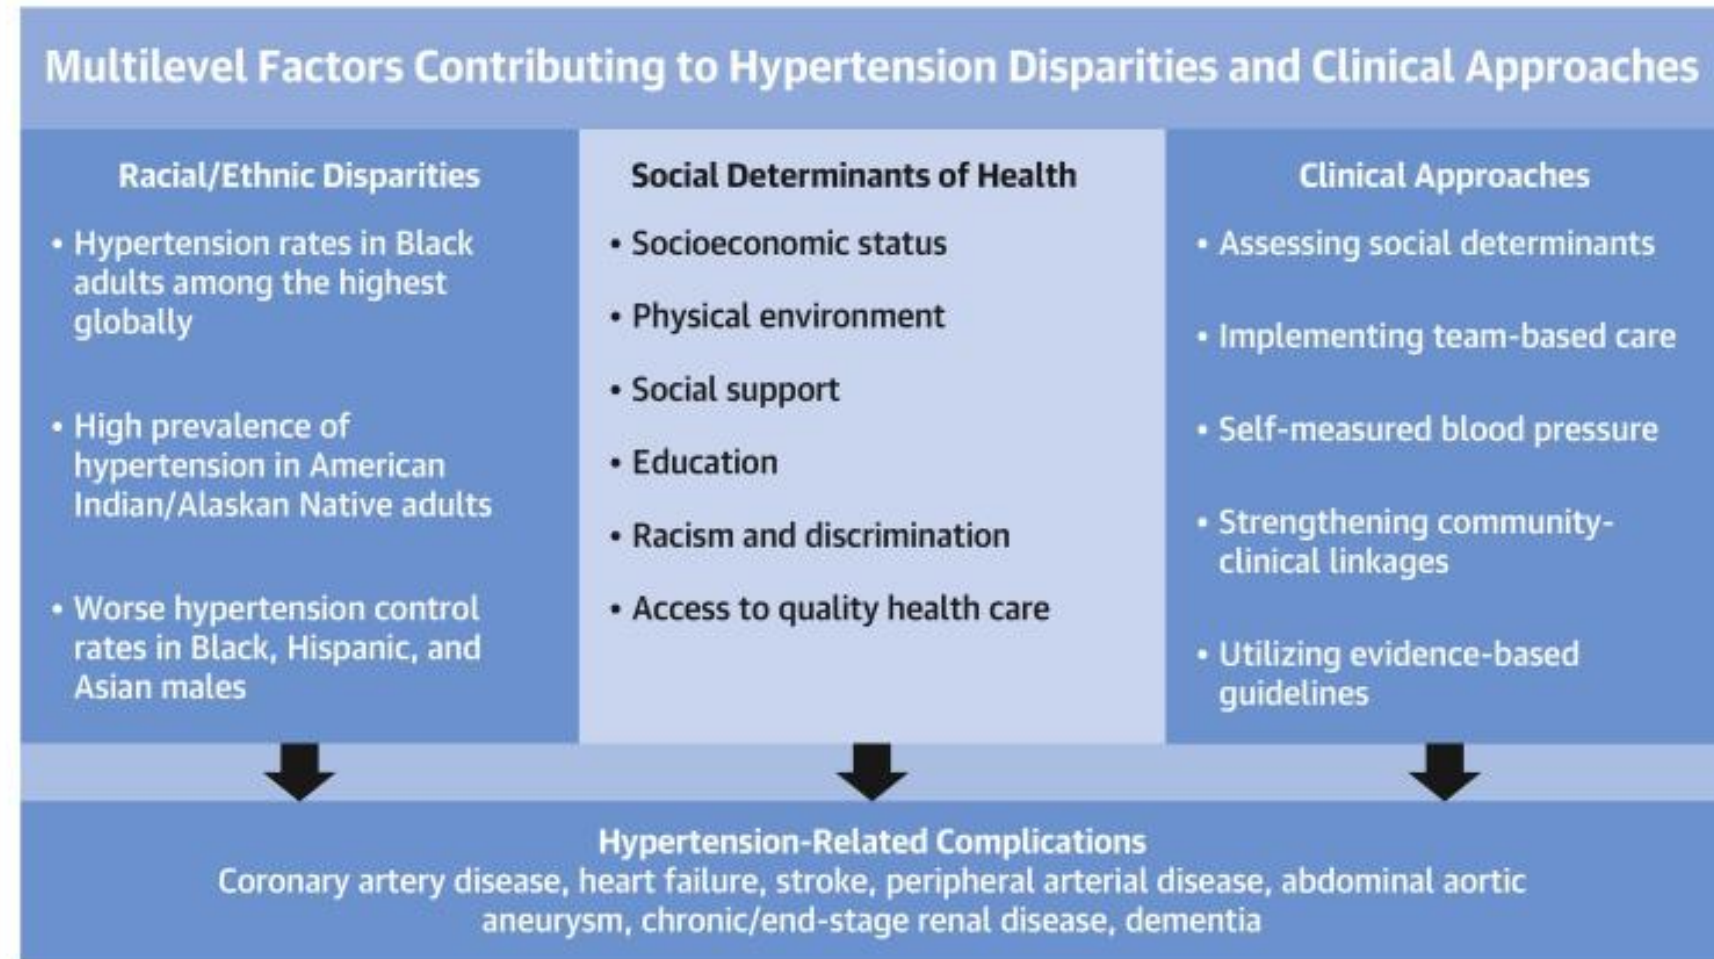 Multilevel Factors Contributing to Hypertension Disparities and Clinical Approaches
Racial/Ethnic Disparities
• Hypertension rates in Black
adults among the highest
globally
• High prevalence of
hypertension in American
Indian/Alaskan Native adults
• Worse hypertension control
rates in Black, Hispanic, and
Asian males
Social Determinants of Health
• Socioeconomic status
• Physical environment
• Social support
• Education
• Racism and discrimination
• Access to quality health care
Clinical Approaches
• Assessing social determinants
• Implementing team-based care
• Self-measured blood pressure
• Strengthening community-
clinical linkages
• Utilizing evidence-based
guidelines
Hypertension-Related Complications
Coronary artery disease, heart failure, stroke, peripheral arterial disease, abdominal aortic
aneurysm, chronic/end-stage renal disease, dementia